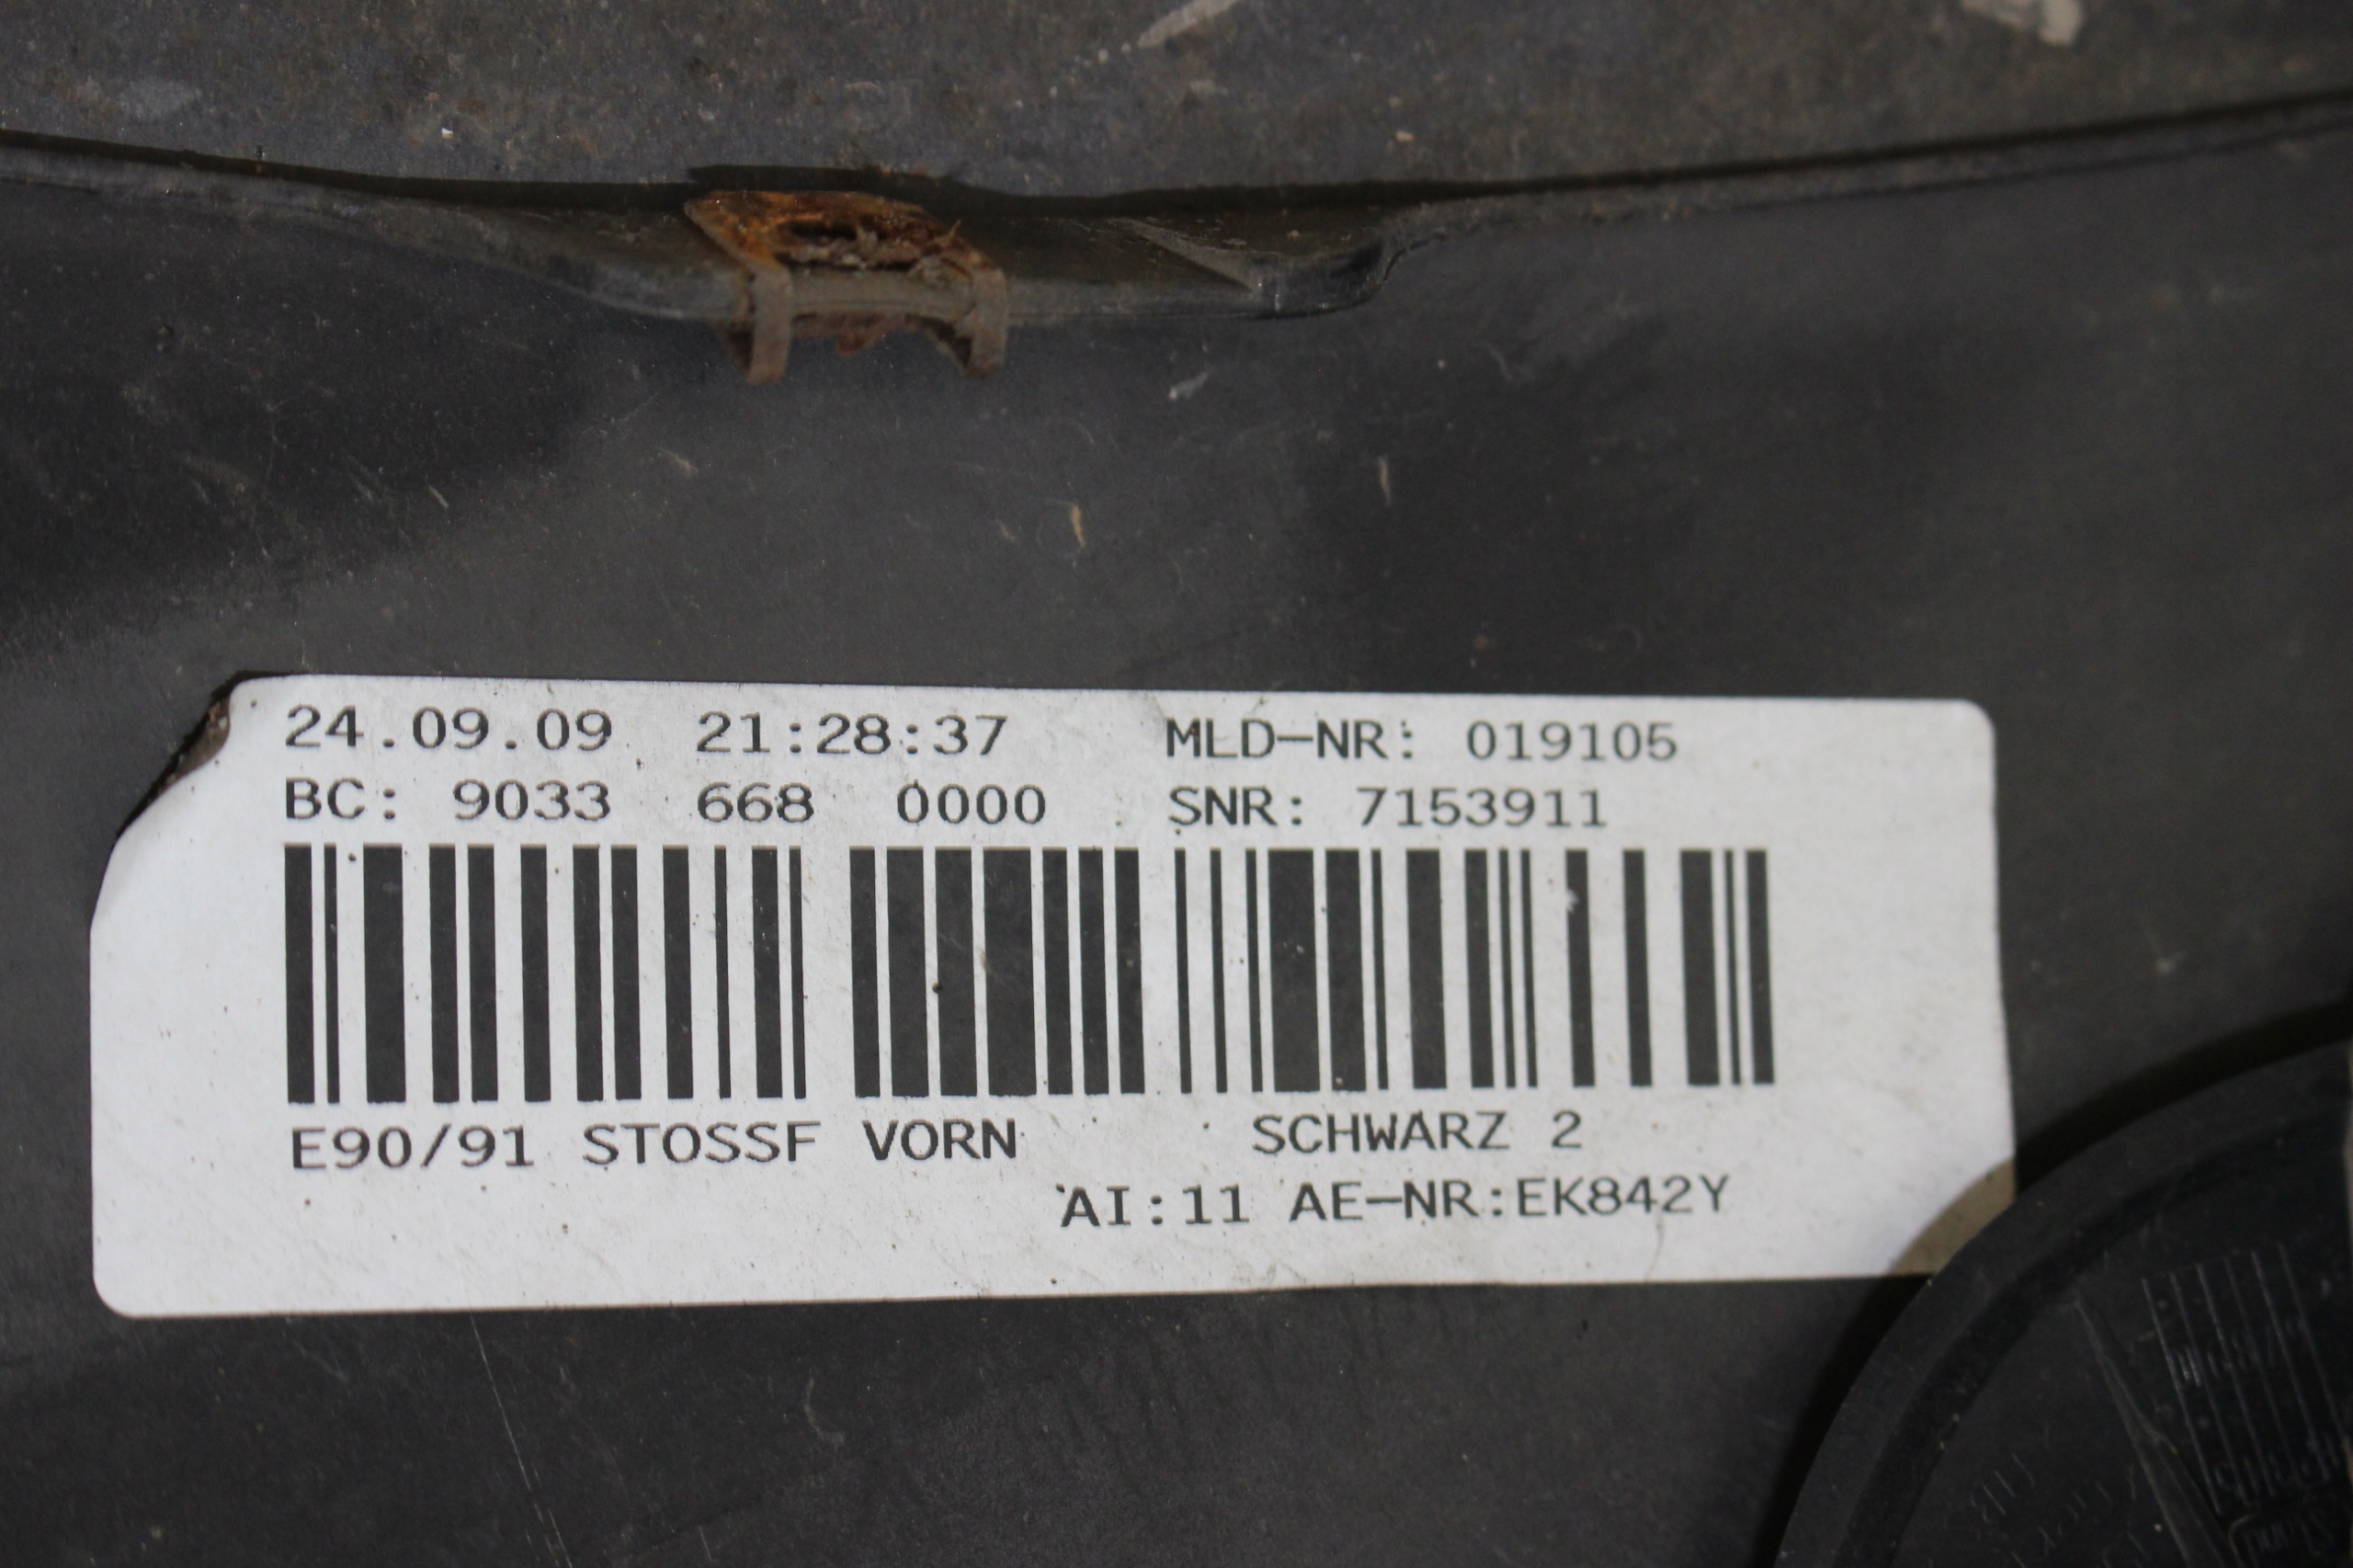 24.09.09 21:28:37 MLD-NR: 019105
BC: 9033 668 0000 SNR: 7153911
E90/91 STOSSF VORN SCHWARZ 2
AI:11 AE-NR:EK842Y